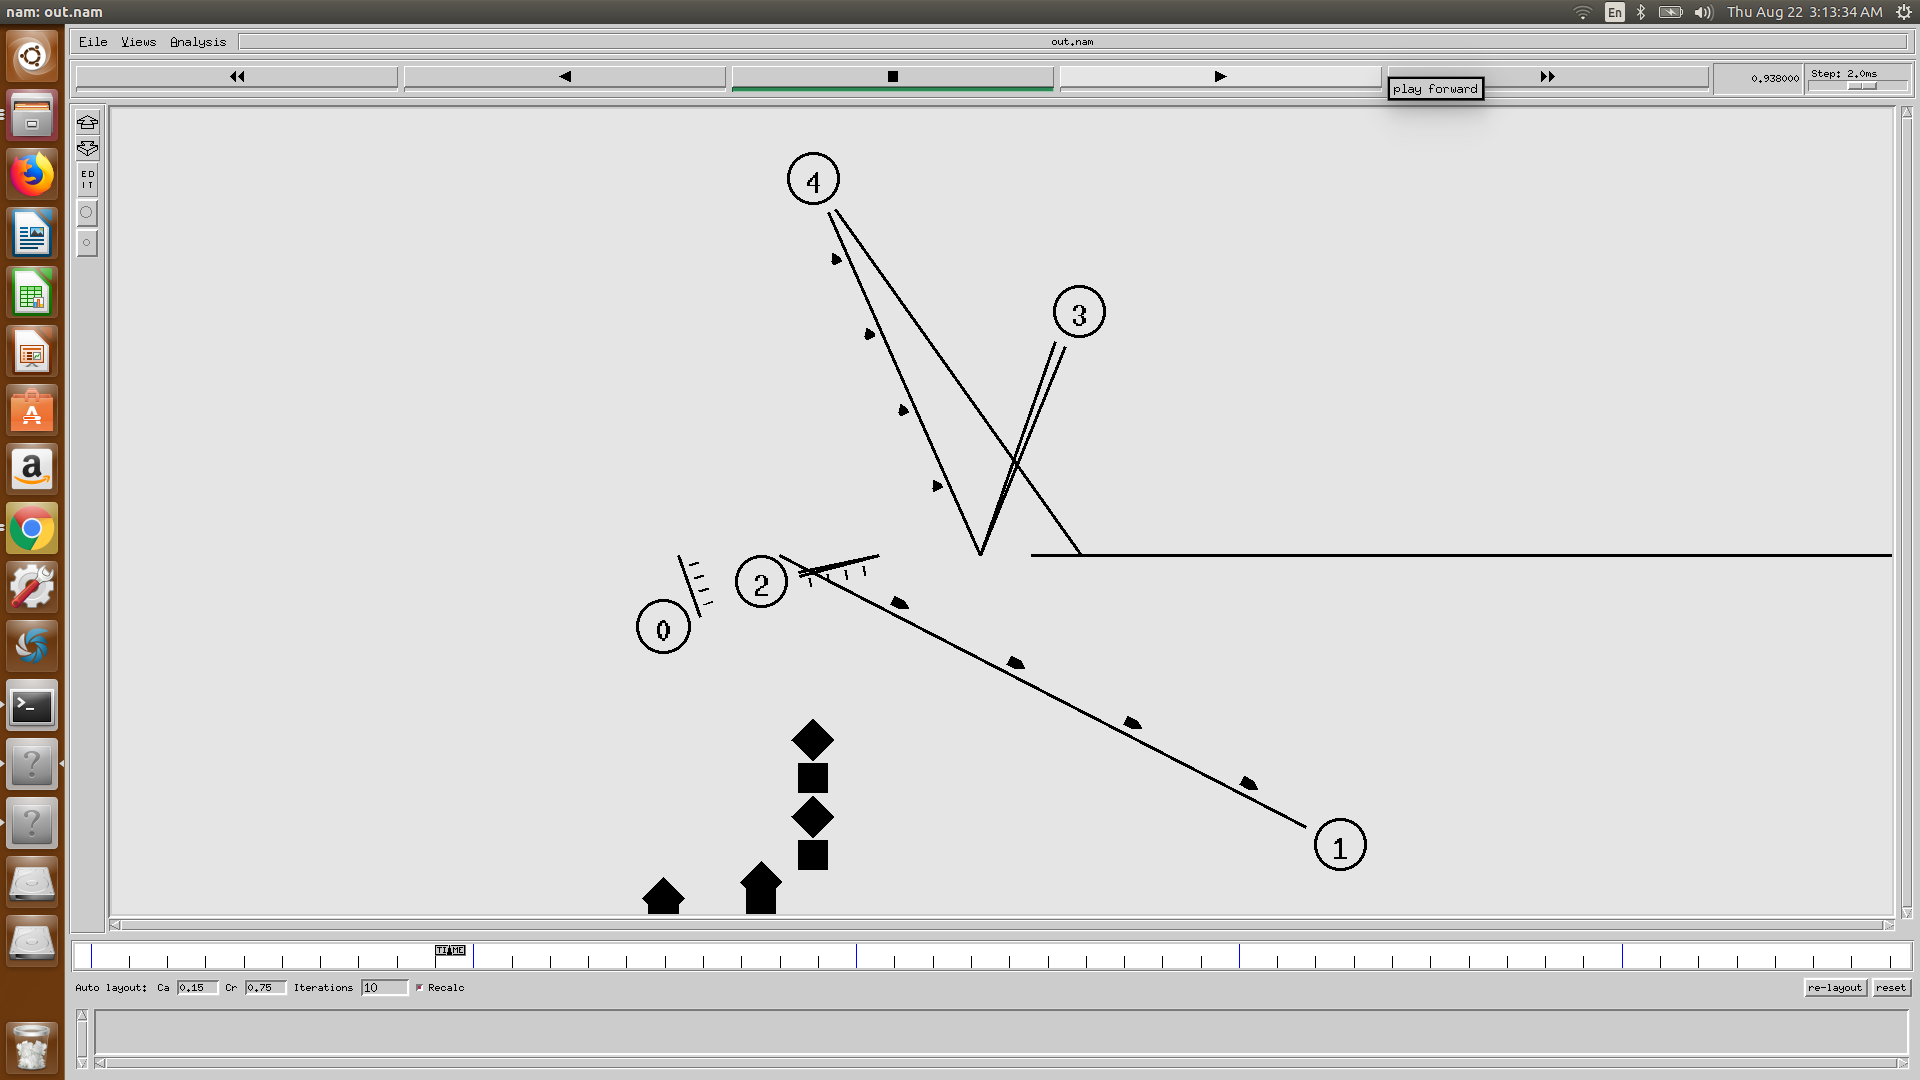 nam: out.nam
En
Thu Aug 22 3:13:34 AM
Eile Views Analysis
out.nam
0.938000
Step: 2.0ms
play forward
ED
IT
4
3
2
0
1
TIME
Auto layout: Ca 0.15 Cr 0.75 Iterations 10 Recalc
re-layout reset